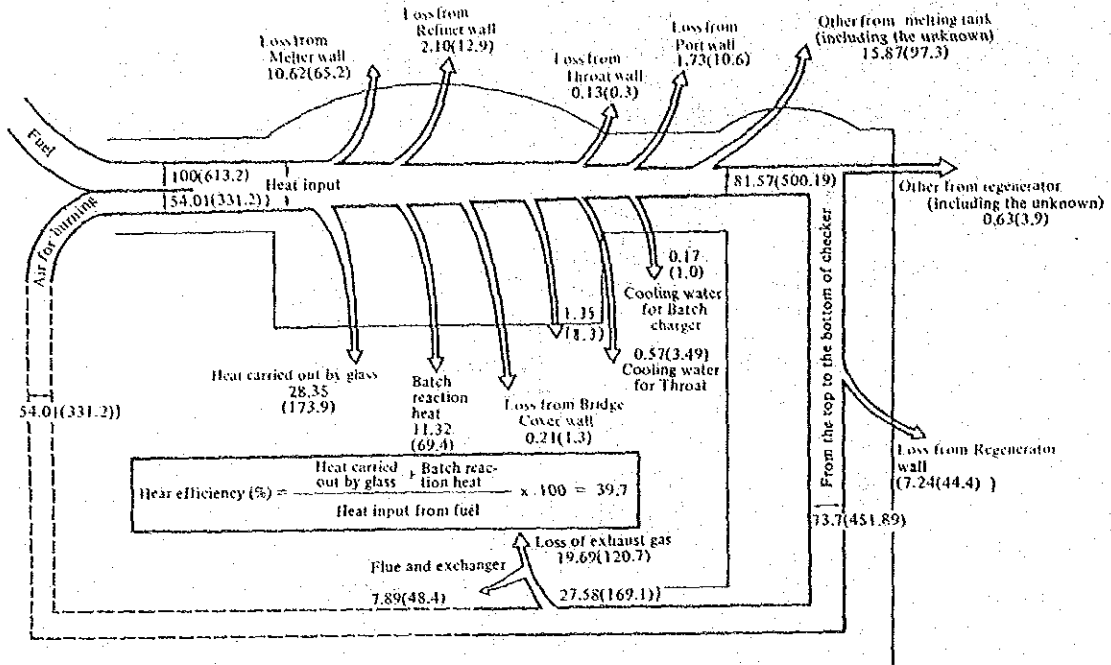 Loss from
Melter wall
10.62(65.2)
Loss from
Refiner wall
2.10(12.9)
Loss from
Throat wall
0.13(0.3)
Loss from
Port wall
1.73(10.6)
Other from melting tank
(including the unknown)
15.87(97.3)
Fuel
100(613.2)
54.01(331.2)
Heat input
81.57(500.19)
Other from regenerator
(including the unknown)
0.63(3.9)
Air for burning
From the top to the bottom of checker
0.17
(1.0)
Cooling water
for Batch
charger
1.35
(8.3)
0.57(3.49)
Cooling water
for Throat
Heat carried out by glass
28.35
(173.9)
Batch
reaction
heat
11.32
(69.4)
Loss from Bridge
Cover wall
0.21(1.3)
54.01(331.2)
Loss from Regenerator
wall
(7.24(44.4) )
Hear efficiency (%) = Heat carried out by glass + Batch reac-tion heat / Heat input from fuel x 100 = 39.7
73.7(451.89)
Loss of exhaust gas
19.69(120.7)
Flue and exchanger
7.89(48.4)
27.58(169.1)